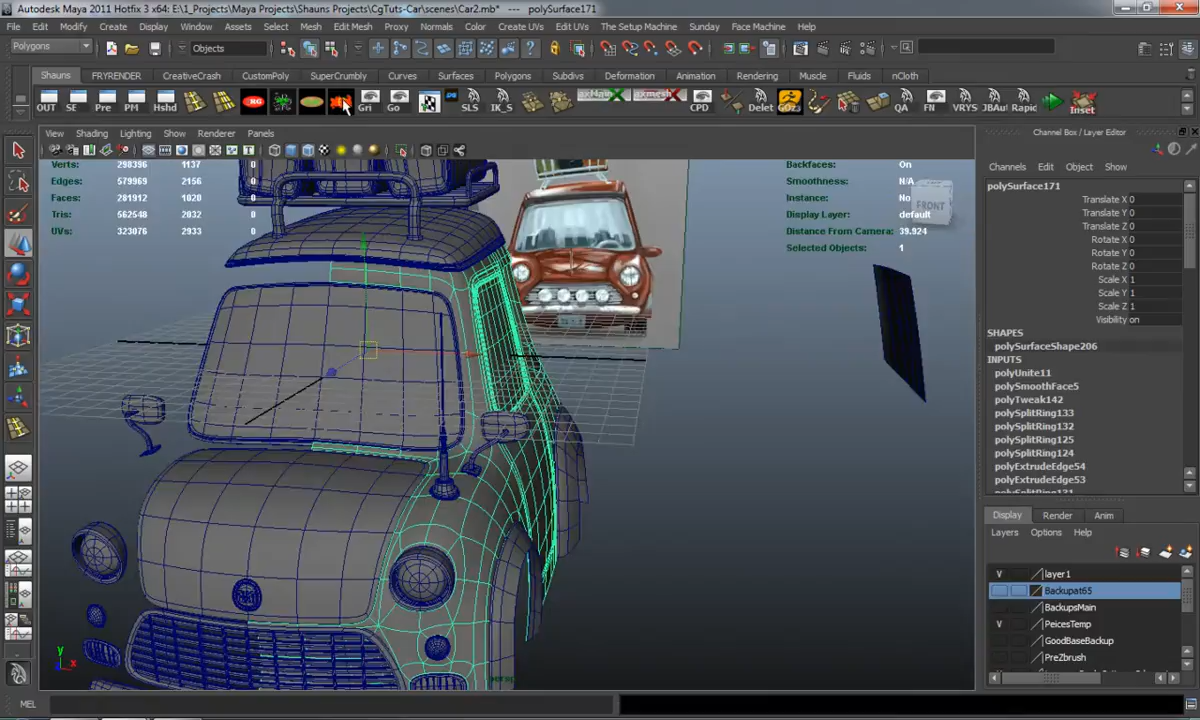 Autodesk Maya 2011 Hotfix 3 x64: E:\1_Projects\Maya Projects\Shauns Projects\CgTuts-Car\scenes\Car2.mb* --- polySurface171
File Edit Modify Create Display Window Assets Select Mesh Edit Mesh Proxy Normals Color Create UVs Edit UVs The Setup Machine Sunday Frame Muscle Help
Polygons Objects
Shauns FRYRENDER CreativeCrash CustomPoly SuperCrumbly Curves Surfaces Polygons Subdivs Deformation Animation Rendering Muscle Fluids nCloth
OUT SE Pre PM Hshd Gri Go SLS IK_S CPD Delet GOZ3 QA FN VRYS JBAu! Rapic Inset
View Shading Lighting Show Renderer Panels
Verts: 298396 1137 0
Edges: 579969 2156 0
Faces: 281912 1020 0
Tris: 562548 2032 0
UVs: 323076 2933 0
Backfaces: On
Smoothness: N/A
Instance: No
Display Layer: default
Distance From Camera: 39.924
Selected Objects: 1
FRONT
persp
y
x
Channel Box / Layer Editor
Channels Edit Object Show
polySurface171
Translate X 0
Translate Y 0
Translate Z 0
Rotate X 0
Rotate Y 0
Rotate Z 0
Scale X 1
Scale Y 1
Scale Z 1
Visibility on
SHAPES
polySurfaceShape206
INPUTS
polyUnite11
polySmoothFace5
polyTweak142
polySplitRing133
polySplitRing132
polySplitRing125
polySplitRing124
polyExtrudeEdge54
polyExtrudeEdge53
polySplitRing131
Display Render Anim
Layers Options Help
V layer1
Backupat65
BackupsMain
V PeicesTemp
GoodBaseBackup
PreZbrush
MEL